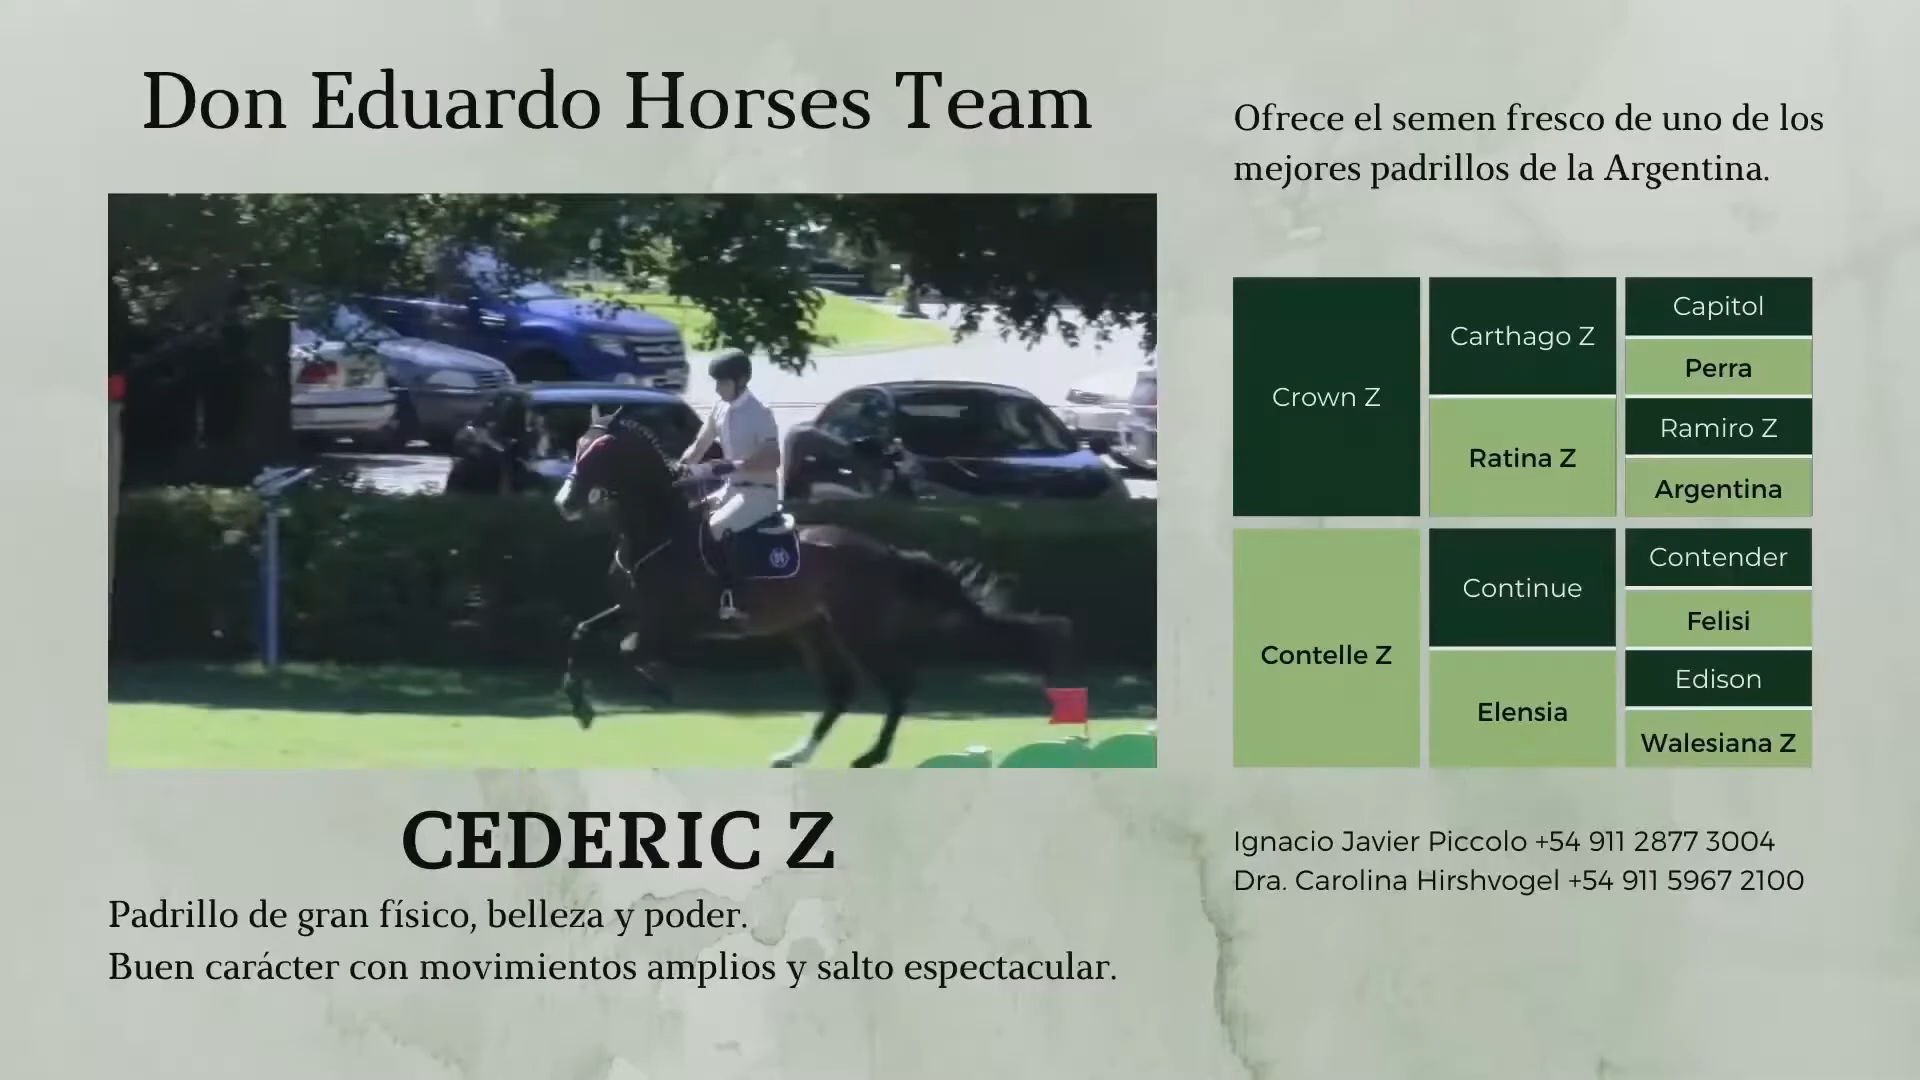 Don Eduardo Horses Team
Ofrece el semen fresco de uno de los
mejores padrillos de la Argentina.
Crown Z
Carthago Z
Capitol
Perra
Ratina Z
Ramiro Z
Argentina
Contelle Z
Continue
Contender
Felisi
Elensia
Edison
Walesiana Z
CEDERIC Z
Padrillo de gran físico, belleza y poder.
Buen carácter con movimientos amplios y salto espectacular.
Ignacio Javier Piccolo +54 911 2877 3004
Dra. Carolina Hirshvogel +54 911 5967 2100